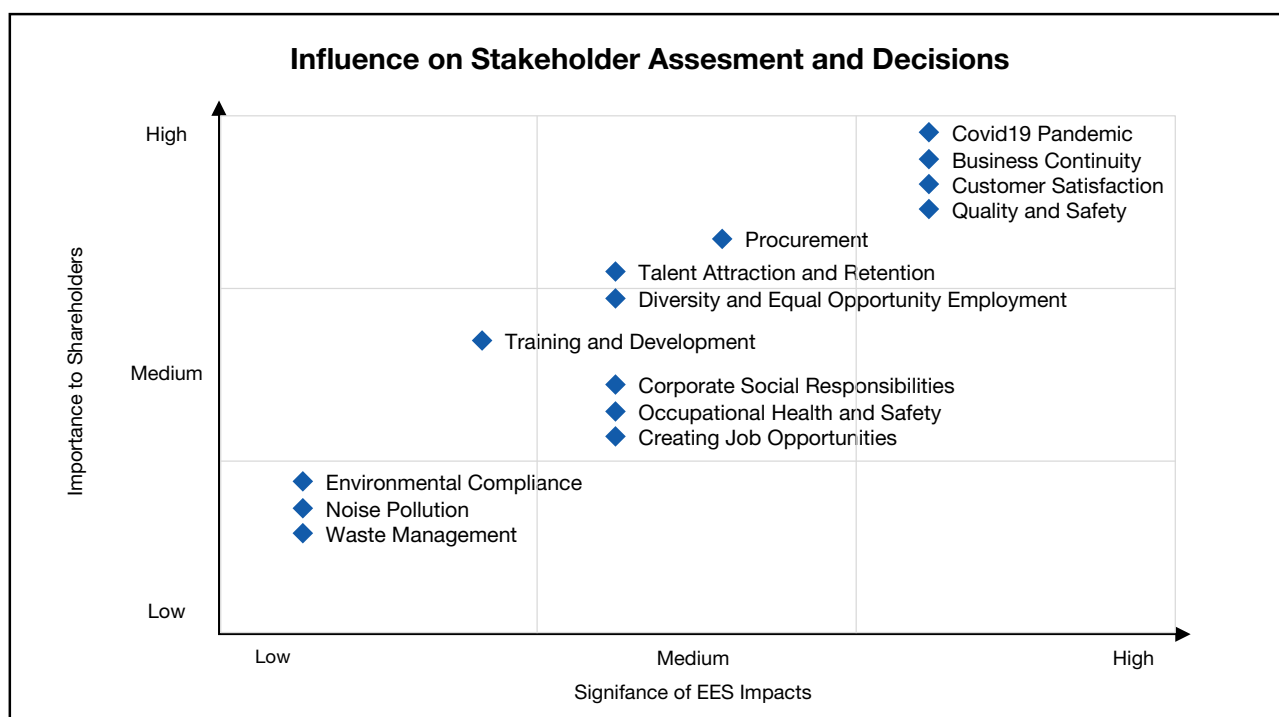 Influence on Stakeholder Assesment and Decisions
High
Covid19 Pandemic
Business Continuity
Customer Satisfaction
Quality and Safety
Procurement
Talent Attraction and Retention
Diversity and Equal Opportunity Employment
Training and Development
Importance to Shareholders
Medium
Corporate Social Responsibilities
Occupational Health and Safety
Creating Job Opportunities
Environmental Compliance
Noise Pollution
Waste Management
Low
Low
Medium
High
Signifance of EES Impacts